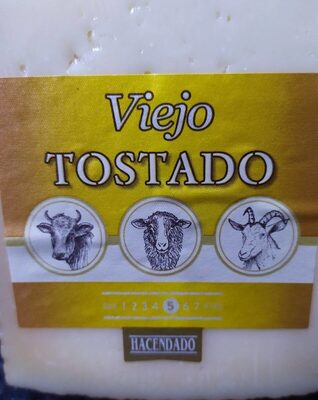 Viejo
TOSTADO
1 2 3 4 5 6 7
HACENDADO